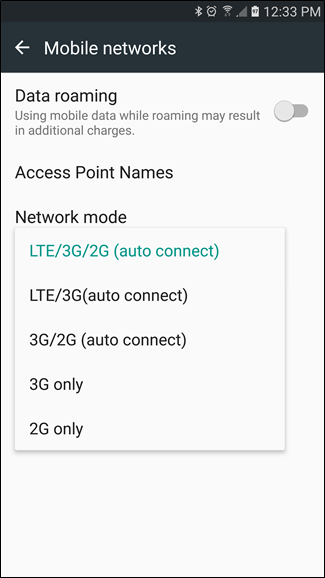 12:33 PM
Mobile networks
Data roaming
Using mobile data while roaming may result
in additional charges.
Access Point Names
Network mode
LTE/3G/2G (auto connect)
LTE/3G(auto connect)
3G/2G (auto connect)
3G only
2G only